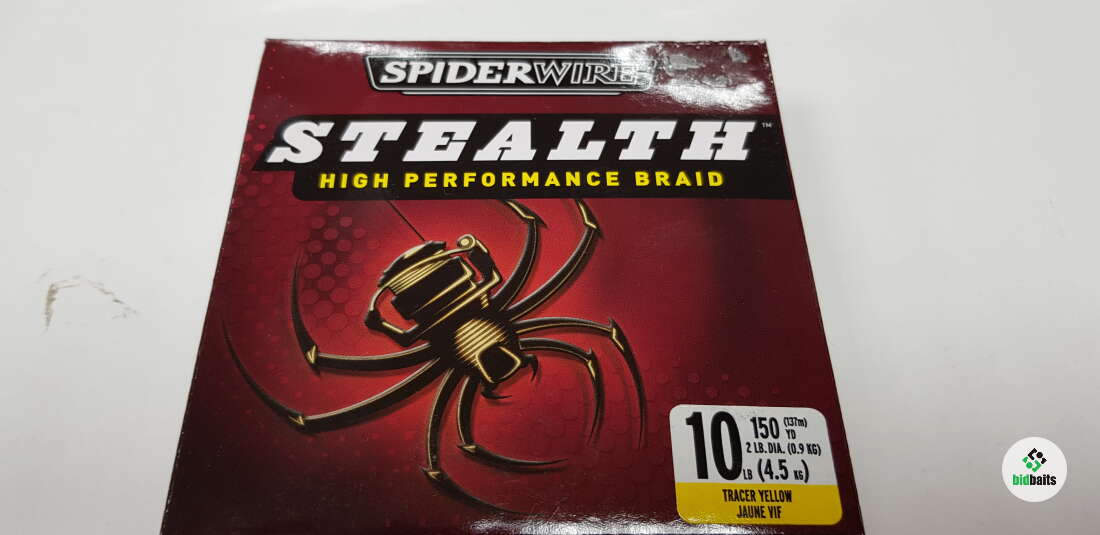 SPIDERWIRE
STEALTH™
HIGH PERFORMANCE BRAID
10 LB
150 YD (137m)
2 LB. DIA. (0.9 KG)
(4.5 KG)
TRACER YELLOW
JAUNE VIF
bidbaits